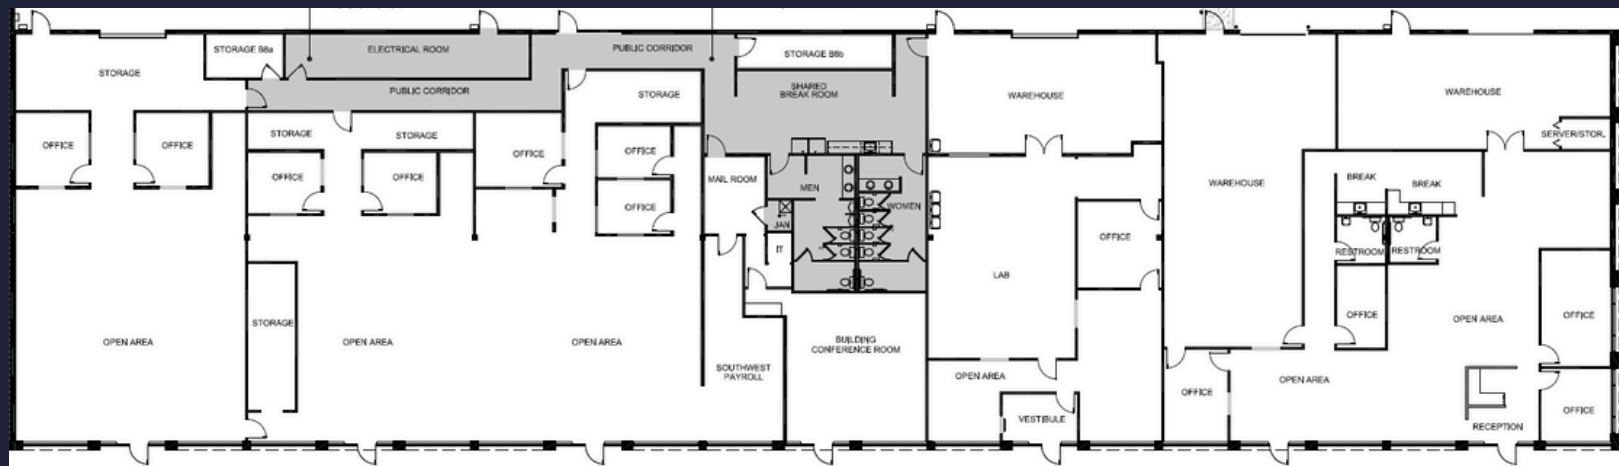 STORAGE B8a
ELECTRICAL ROOM
PUBLIC CORRIDOR
STORAGE B8b
STORAGE
PUBLIC CORRIDOR
STORAGE
SHARED
BREAK ROOM
WAREHOUSE
WAREHOUSE
STORAGE
STORAGE
SERVER/STOR.
OFFICE
OFFICE
OFFICE
OFFICE
OFFICE
OFFICE
MAIL ROOM
MEN
WAREHOUSE
BREAK
BREAK
OFFICE
WOMEN
JAN
OFFICE
IT
RESTROOM
RESTROOM
LAB
STORAGE
OFFICE
OPEN AREA
OFFICE
OPEN AREA
OPEN AREA
OPEN AREA
BUILDING
CONFERENCE ROOM
SOUTHWEST
PAYROLL
OPEN AREA
OPEN AREA
OFFICE
OFFICE
VESTIBULE
RECEPTION